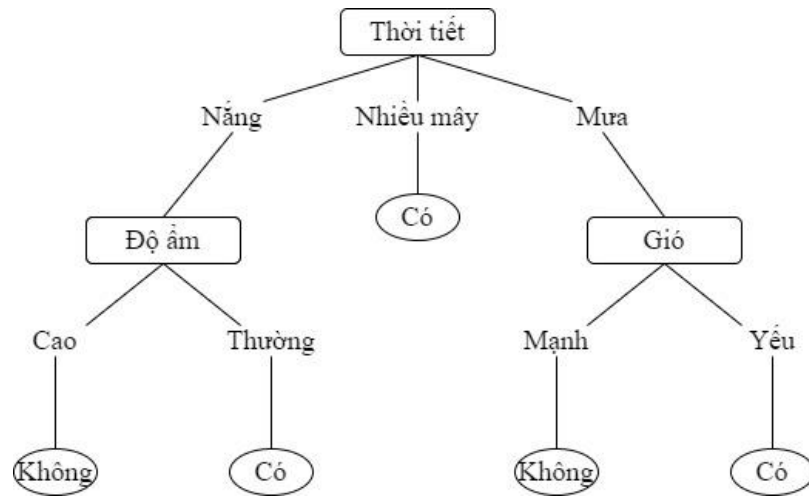 Thời tiết
Nắng Nhiều mây Mưa
Có
Độ ẩm Gió
Cao Thường Mạnh Yếu
Không Có Không Có